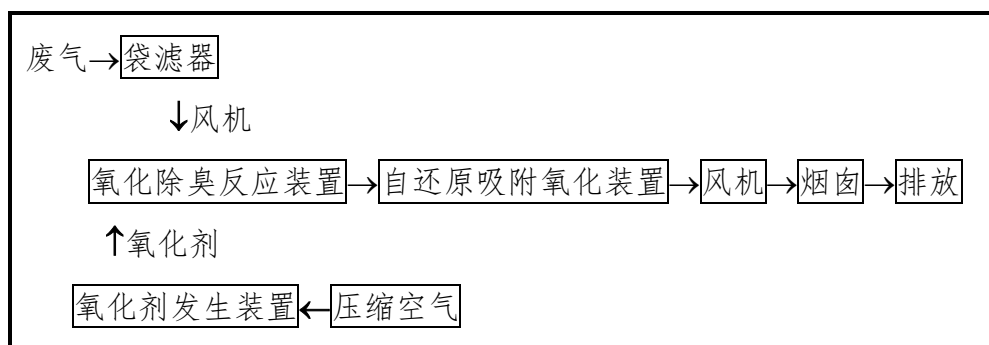 废气→袋滤器
↓风机
氧化除臭反应装置→自还原吸附氧化装置→风机→烟囱→排放
↑氧化剂
氧化剂发生装置←压缩空气